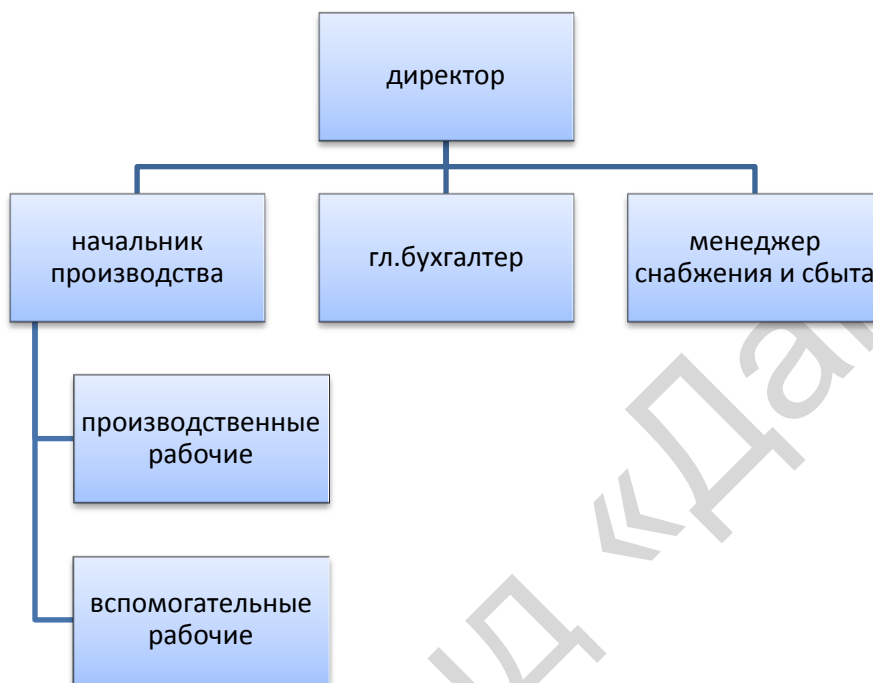 директор
начальник
производства
гл.бухгалтер
менеджер
снабжения и сбыта
производственные
рабочие
вспомогательные
рабочие